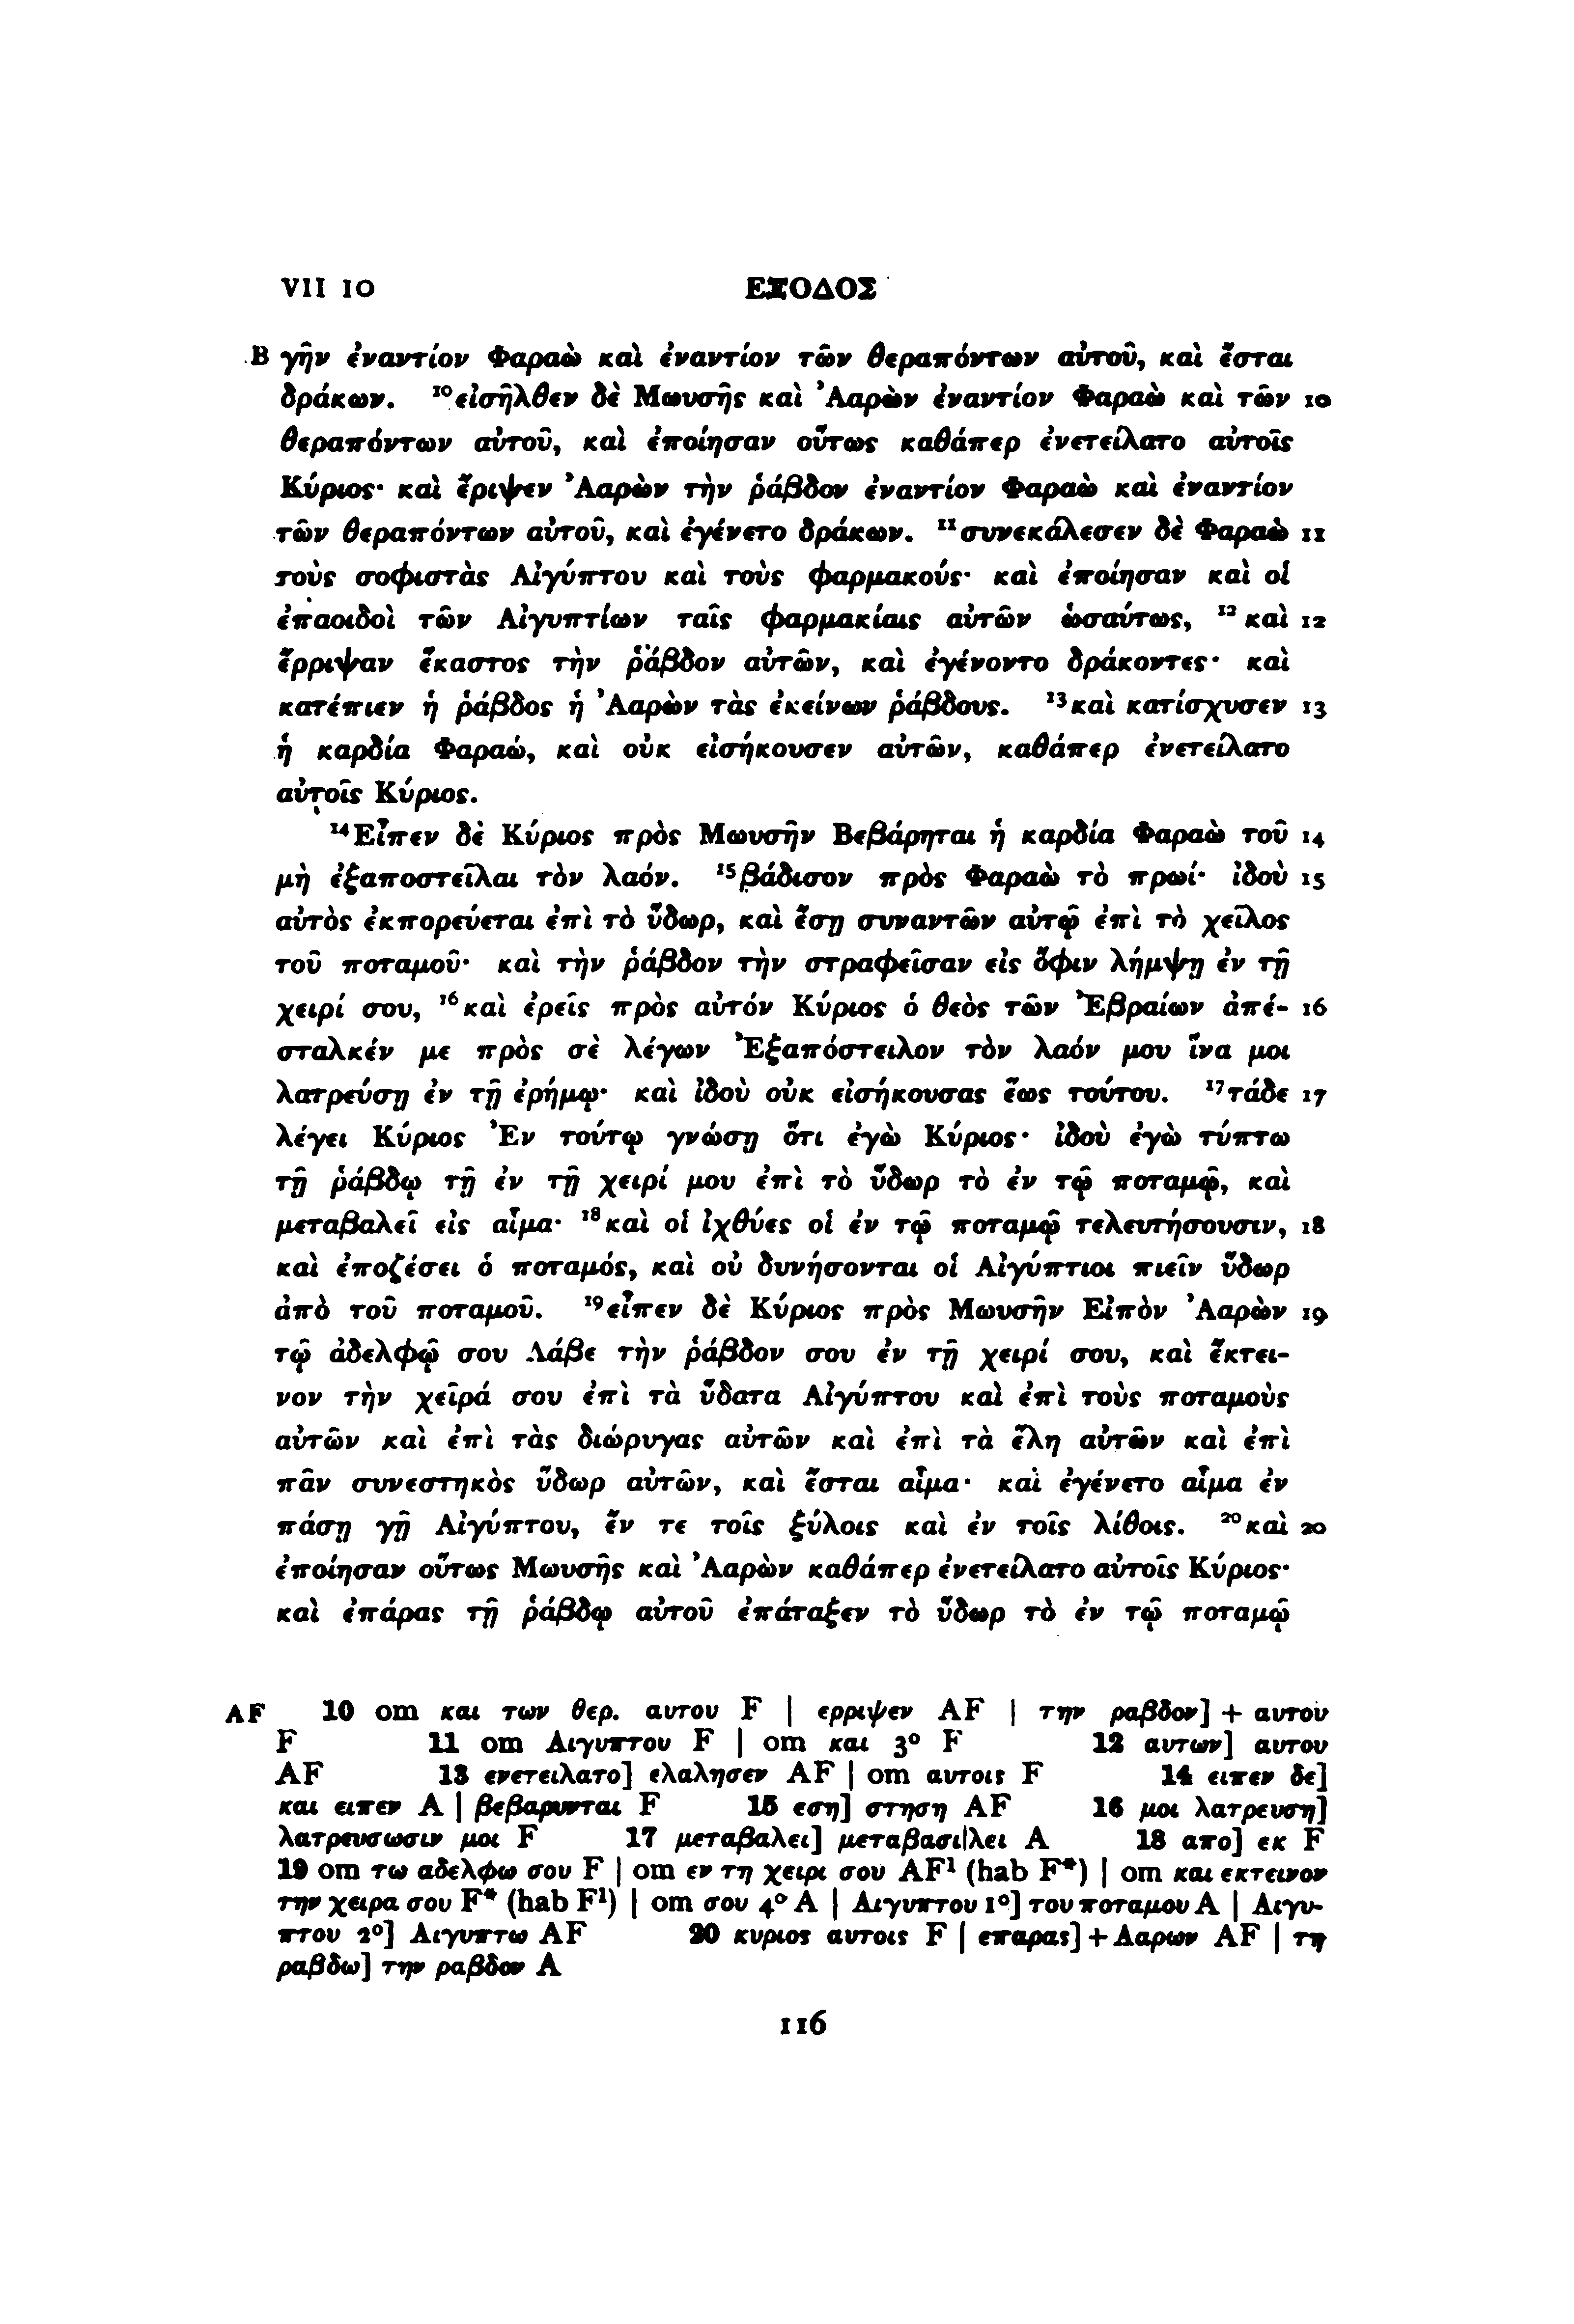 VII 10 ΕΞΟΔΟΣ
B γῆν ἐναντίον Φαραὼ καὶ ἐναντίον τῶν θεραπόντων αὐτοῦ, καὶ ἔσται
δράκων. ¹⁰εἰσῆλθεν δὲ Μωυσῆς καὶ Ἀαρὼν ἐναντίον Φαραὼ καὶ τῶν 10
θεραπόντων αὐτοῦ, καὶ ἐποίησαν οὕτως καθάπερ ἐνετείλατο αὐτοῖς
Κύριος· καὶ ἔριψεν Ἀαρὼν τὴν ῥάβδον ἐναντίον Φαραὼ καὶ ἐναντίον
τῶν θεραπόντων αὐτοῦ, καὶ ἐγένετο δράκων. ¹¹συνεκάλεσεν δὲ Φαραὼ 11
τοὺς σοφιστὰς Αἰγύπτου καὶ τοὺς φαρμακούς· καὶ ἐποίησαν καὶ οἱ
ἐπαοιδοὶ τῶν Αἰγυπτίων ταῖς φαρμακίαις αὐτῶν ὡσαύτως, ¹²καὶ 12
ἔρριψαν ἕκαστος τὴν ῥάβδον αὐτῶν, καὶ ἐγένοντο δράκοντες· καὶ
κατέπιεν ἡ ῥάβδος ἡ Ἀαρὼν τὰς ἐκείνων ῥάβδους. ¹³καὶ κατίσχυσεν 13
ἡ καρδία Φαραώ, καὶ οὐκ εἰσήκουσεν αὐτῶν, καθάπερ ἐνετείλατο
αὐτοῖς Κύριος.
¹⁴Εἶπεν δὲ Κύριος πρὸς Μωυσῆν Βεβάρηται ἡ καρδία Φαραὼ τοῦ 14
μὴ ἐξαποστεῖλαι τὸν λαόν. ¹⁵βάδισον πρὸς Φαραὼ τὸ πρωί· ἰδοὺ 15
αὐτὸς ἐκπορεύεται ἐπὶ τὸ ὕδωρ, καὶ ἔσῃ συναντῶν αὐτῷ ἐπὶ τὸ χεῖλος
τοῦ ποταμοῦ· καὶ τὴν ῥάβδον τὴν στραφεῖσαν εἰς ὄφιν λήμψῃ ἐν τῇ
χειρί σου, ¹⁶καὶ ἐρεῖς πρὸς αὐτόν Κύριος ὁ θεὸς τῶν Ἐβραίων ἀπέ- 16
σταλκέν με πρὸς σὲ λέγων Ἐξαπόστειλον τὸν λαόν μου ἵνα μοι
λατρεύσῃ ἐν τῇ ἐρήμῳ· καὶ ἰδοὺ οὐκ εἰσήκουσας ἕως τούτου. ¹⁷τάδε 17
λέγει Κύριος Ἐν τούτῳ γνώσῃ ὅτι ἐγὼ Κύριος· ἰδοὺ ἐγὼ τύπτω
τῇ ῥάβδῳ τῇ ἐν τῇ χειρί μου ἐπὶ τὸ ὕδωρ τὸ ἐν τῷ ποταμῷ, καὶ
μεταβαλεῖ εἰς αἷμα· ¹⁸καὶ οἱ ἰχθύες οἱ ἐν τῷ ποταμῷ τελευτήσουσιν, 18
καὶ ἐποζέσει ὁ ποταμός, καὶ οὐ δυνήσονται οἱ Αἰγύπτιοι πιεῖν ὕδωρ
ἀπὸ τοῦ ποταμοῦ. ¹⁹εἶπεν δὲ Κύριος πρὸς Μωυσῆν Εἰπὸν Ἀαρὼν 19
τῷ ἀδελφῷ σου Λάβε τὴν ῥάβδον σου ἐν τῇ χειρί σου, καὶ ἔκτει-
νον τὴν χεῖρά σου ἐπὶ τὰ ὕδατα Αἰγύπτου καὶ ἐπὶ τοὺς ποταμοὺς
αὐτῶν καὶ ἐπὶ τὰς διώρυγας αὐτῶν καὶ ἐπὶ τὰ ἕλη αὐτῶν καὶ ἐπὶ
πᾶν συνεστηκὸς ὕδωρ αὐτῶν, καὶ ἔσται αἷμα· καὶ ἐγένετο αἷμα ἐν
πάσῃ γῇ Αἰγύπτου, ἔν τε τοῖς ξύλοις καὶ ἐν τοῖς λίθοις. ²⁰καὶ 20
ἐποίησαν οὕτως Μωυσῆς καὶ Ἀαρὼν καθάπερ ἐνετείλατο αὐτοῖς Κύριος·
καὶ ἐπάρας τῇ ῥάβδῳ αὐτοῦ ἐπάταξεν τὸ ὕδωρ τὸ ἐν τῷ ποταμῷ
AF 10 om και των θερ. αυτου F | ερριψεν AF | την ραβδον] + αυτου
F 11 om Αιγυπτου F | om και 3° F 12 αυτων] αυτου
AF 13 ενετειλατο] ελαλησεν AF | om αυτοις F 14 ειπεν δε]
και ειπεν A | βεβαρυνται F 15 εση] στηση AF 16 μοι λατρευση]
λατρευσωσιν μοι F 17 μεταβαλει] μεταβασι|λει A 18 απο] εκ F
19 om τω αδελφω σου F | om εν τη χειρι σου AF¹ (hab F*) | om και εκτεινον
την χειρα σου F* (hab F¹) | om σου 4° A | Αιγυπτου 1°] του ποταμου A | Αιγυ-
πτου 2°] Αιγυπτω AF 20 κυριος αυτοις F | επαρας] + Ααρων AF | τη
ραβδω] την ραβδον A
116